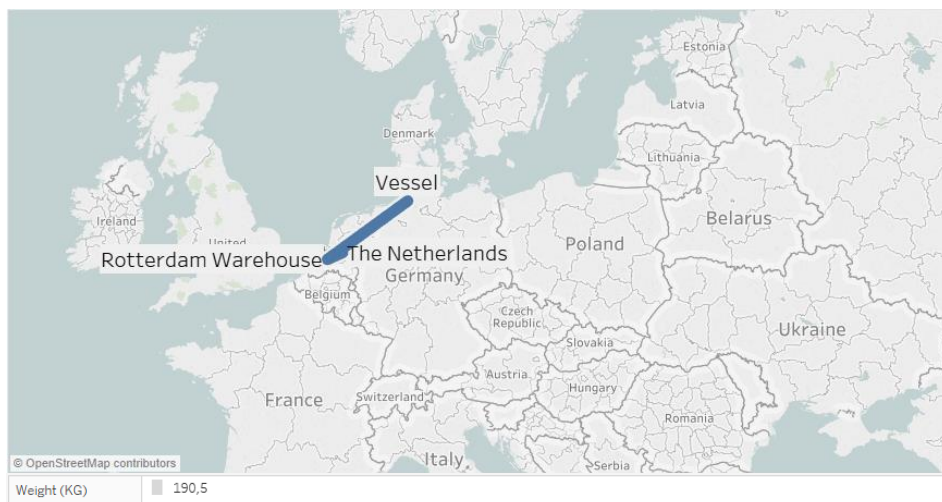 Estonia
Latvia
Denmark
Lithuania
Vessel
Belarus
Ireland
United
Poland
Rotterdam Warehouse
The Netherlands
Germany
Belgium
Czech
Republic
Ukraine
Slovakia
Austria
Hungary
France
Switzerland
Romania
Italy
Serbia
© OpenStreetMap contributors
Weight (KG) 190,5